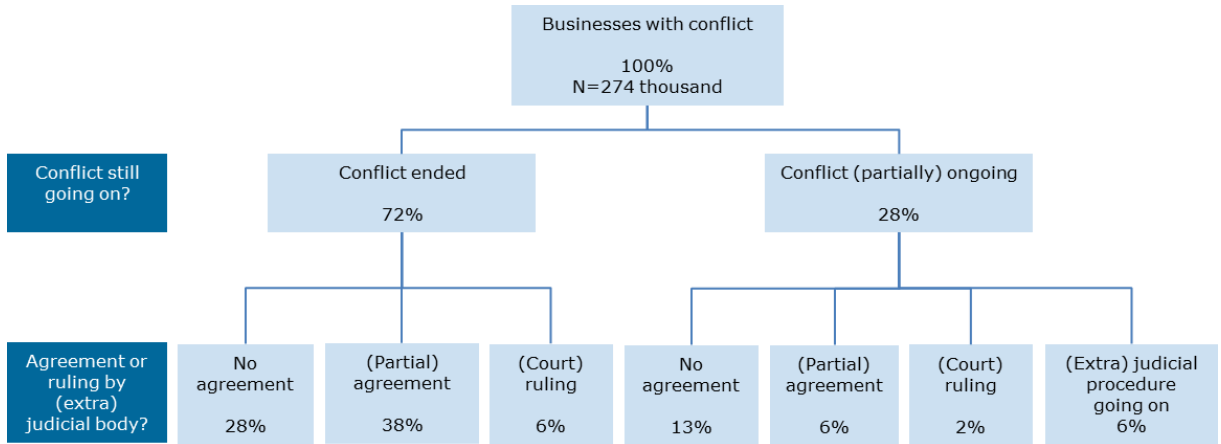 Businesses with conflict
100%
N=274 thousand
Conflict still
going on?
Conflict ended
72%
Conflict (partially) ongoing
28%
Agreement or
ruling by
(extra)
judicial body?
No
agreement
28%
(Partial)
agreement
38%
(Court)
ruling
6%
No
agreement
13%
(Partial)
agreement
6%
(Court)
ruling
2%
(Extra) judicial
procedure
going on
6%